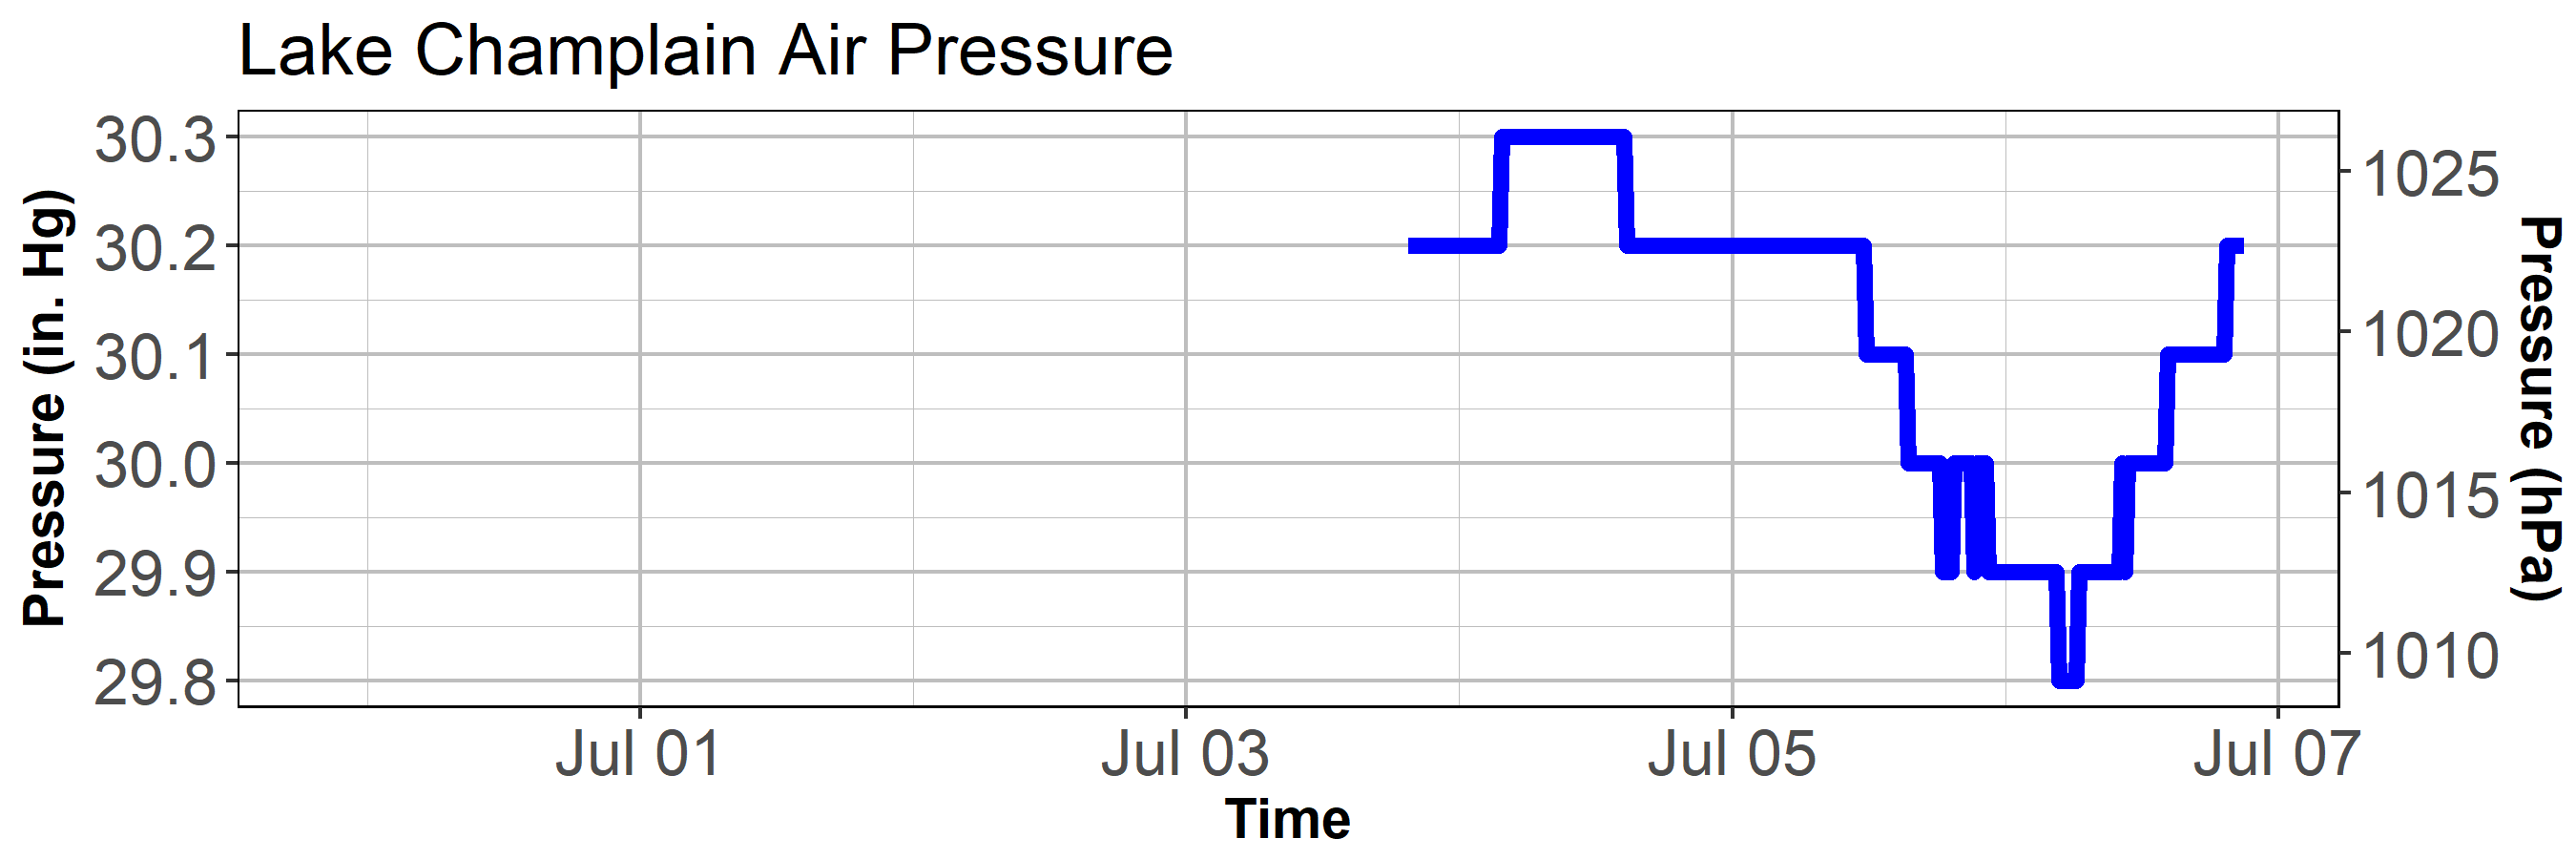 Lake Champlain Air Pressure
Pressure (in. Hg)
30.3
30.2
30.1
30.0
29.9
29.8
1025
1020
1015
1010
Pressure (hPa)
Jul 01 Jul 03 Jul 05 Jul 07
Time